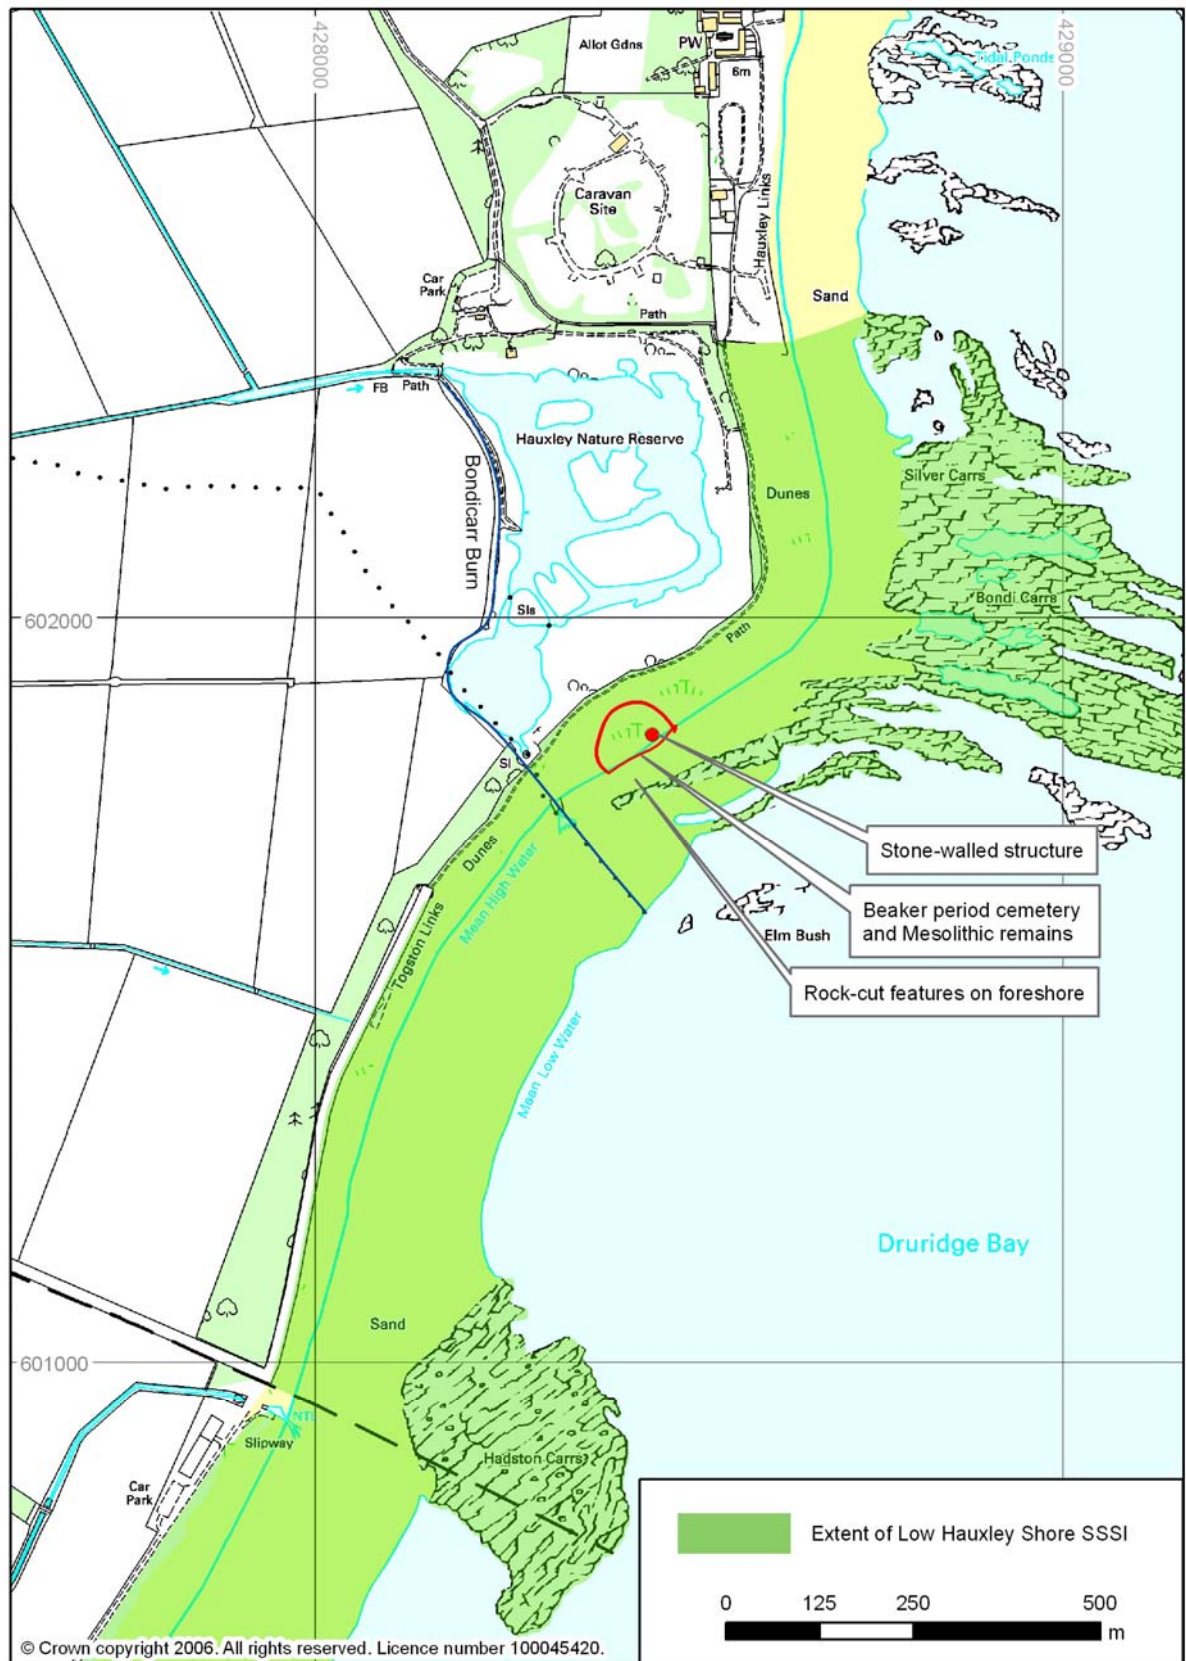 428000
429000
Allot Gdns
PW
6m
Tidal Ponds
Hauxley Links
Caravan
Site
Car
Park
Path
Sand
FB
Path
Hauxley Nature Reserve
Bondicarr Burn
Silver Carrs
Dunes
Sls
Bondi Carrs
602000
Path
Sl
Dunes
Mean High Water
Togston Links
Stone-walled structure
Beaker period cemetery
and Mesolithic remains
Elm Bush
Rock-cut features on foreshore
Mean Low Water
Druridge Bay
Sand
601000
NTL
Slipway
Hadston Carrs
Car
Park
Extent of Low Hauxley Shore SSSI
0 125 250 500
m
© Crown copyright 2006. All rights reserved. Licence number 100045420.